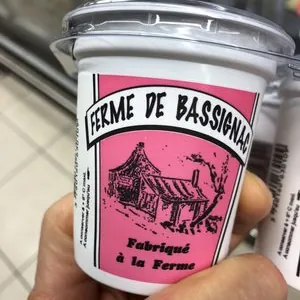 FERME DE BASSIGNAC
Fabriqué
à la Ferme